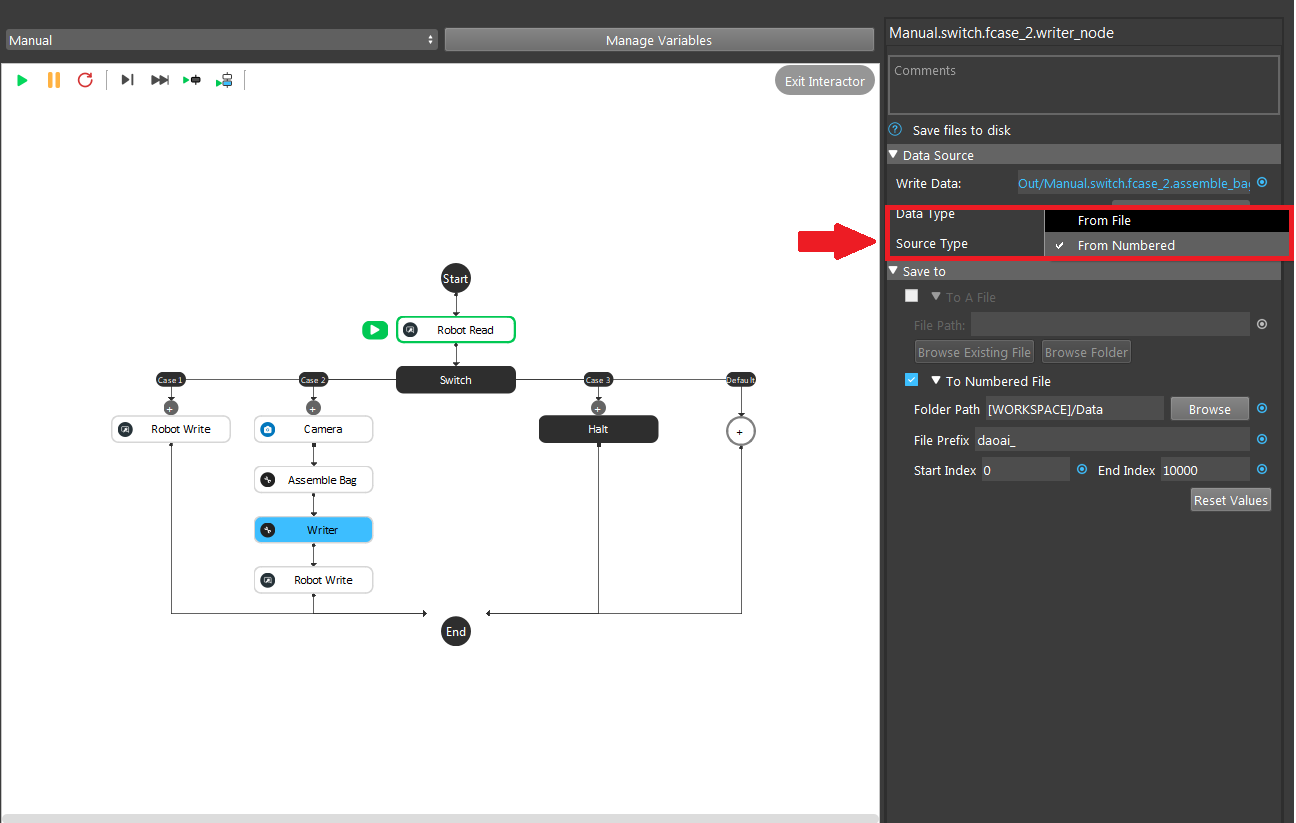 Manual
Manage Variables
Exit Interactor
Start
Robot Read
Case 1
Case 2
Switch
Case 3
Default
+
+
+
Robot Write
Camera
Halt
+
Assemble Bag
Writer
Robot Write
End
Manual.switch.fcase_2.writer_node
Comments
? Save files to disk
Data Source
Write Data: Out/Manual.switch.fcase_2.assemble_ba
Data Type
From File
Source Type
From Numbered
Save to
To A File
File Path:
Browse Existing File Browse Folder
To Numbered File
Folder Path [WORKSPACE]/Data Browse
File Prefix daoai_
Start Index 0 End Index 10000
Reset Values